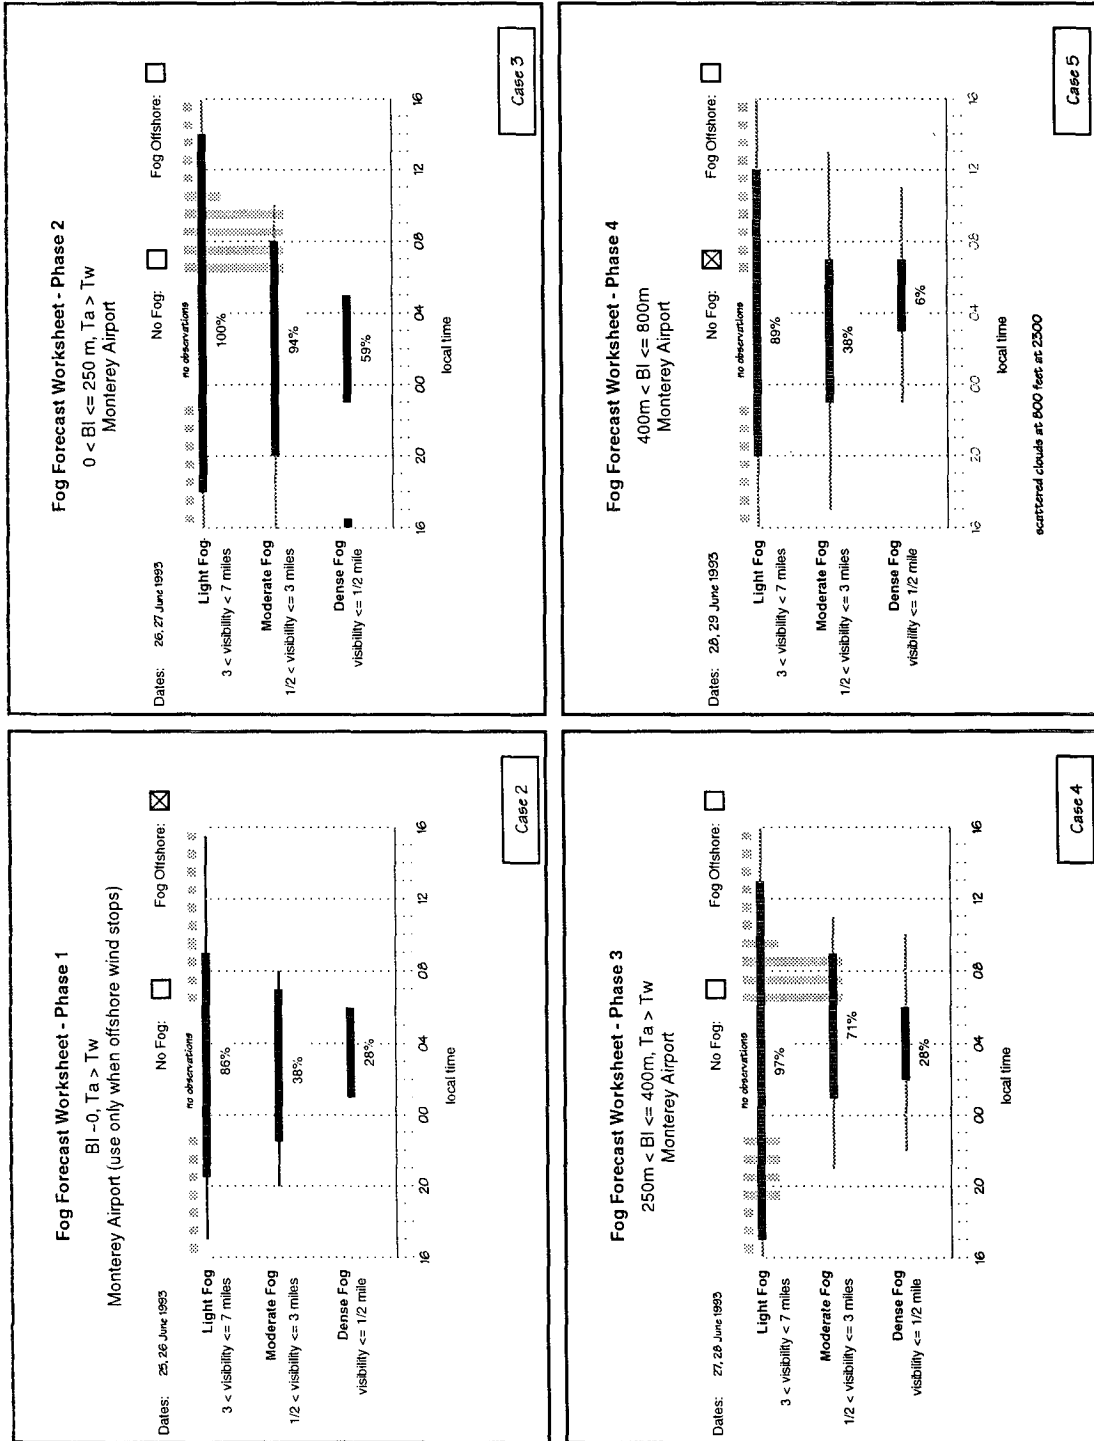 Fog Forecast Worksheet - Phase 1
BI ~0, Ta > Tw
Monterey Airport (use only when offshore wind stops)
Dates: 25, 26 June 1993
No Fog:
Fog Offshore:
no observations
Light Fog
3 < visibility <= 7 miles
86%
Moderate Fog
1/2 < visibility <= 3 miles
38%
Dense Fog
visibility <= 1/2 mile
28%
16 20 00 04 08 12 16
local time
Case 2
Fog Forecast Worksheet - Phase 2
0 < BI <= 250 m, Ta > Tw
Monterey Airport
Dates: 26, 27 June 1993
No Fog:
Fog Offshore:
no observations
Light Fog
3 < visibility < 7 miles
100%
Moderate Fog
1/2 < visibility <= 3 miles
94%
Dense Fog
visibility <= 1/2 mile
59%
16 20 00 04 08 12 16
local time
Case 3
Fog Forecast Worksheet - Phase 3
250m < BI <= 400m, Ta > Tw
Monterey Airport
Dates: 27, 28 June 1993
No Fog:
Fog Offshore:
no observations
Light Fog
3 < visibility < 7 miles
97%
Moderate Fog
1/2 < visibility <= 3 miles
71%
Dense Fog
visibility <= 1/2 mile
28%
16 20 00 04 08 12 16
local time
Case 4
Fog Forecast Worksheet - Phase 4
400m < BI <= 800m
Monterey Airport
Dates: 28, 29 June 1993
No Fog:
Fog Offshore:
no observations
Light Fog
3 < visibility < 7 miles
89%
Moderate Fog
1/2 < visibility <= 3 miles
38%
Dense Fog
visibility <= 1/2 mile
6%
16 20 00 04 08 12 16
local time
scattered clouds at 800 feet at 2300
Case 5